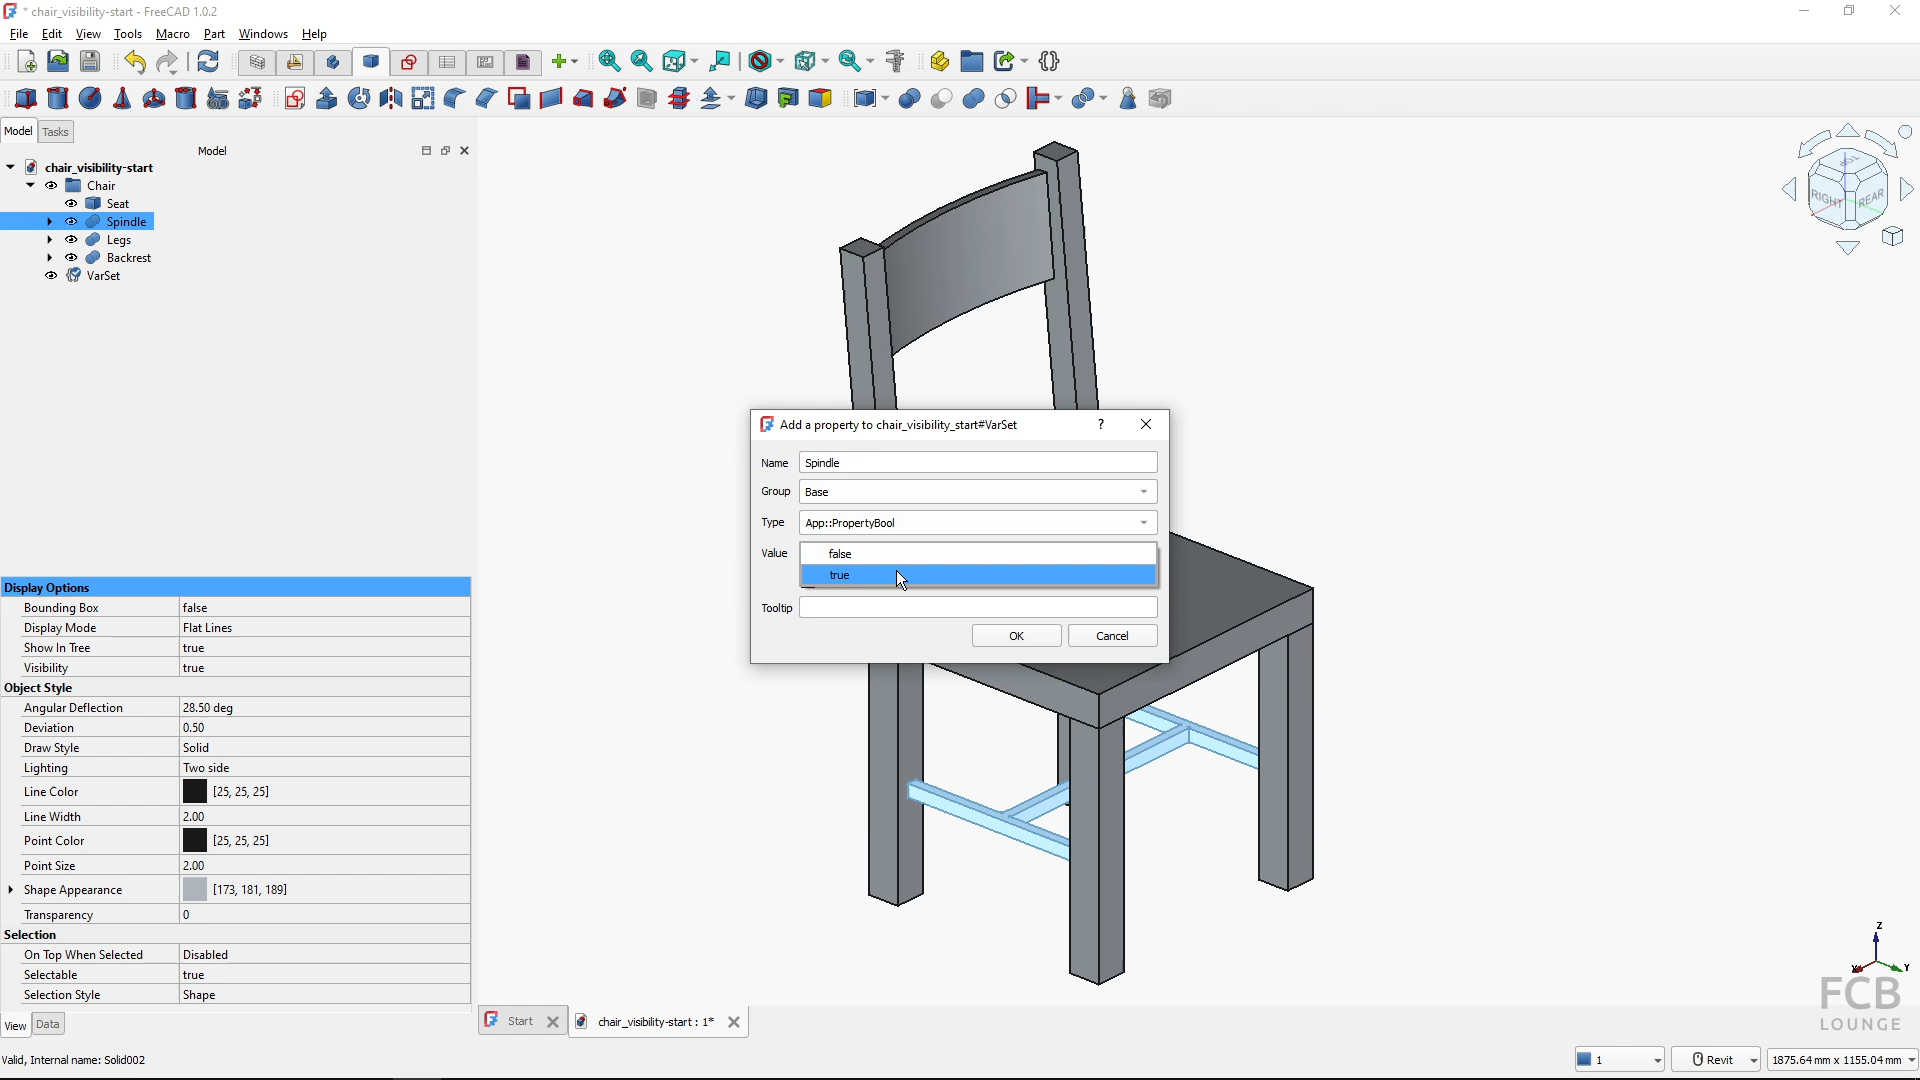 * chair_visibility-start - FreeCAD 1.0.2
File Edit View Tools Macro Part Windows Help
Model Tasks
Model
chair_visibility-start
Chair
Seat
Spindle
Legs
Backrest
VarSet
TOP
RIGHT REAR
Add a property to chair_visibility_start#VarSet ?
Name Spindle
Group Base
Type App::PropertyBool
Value false
true
Tooltip
OK Cancel
Display Options
Bounding Box false
Display Mode Flat Lines
Show In Tree true
Visibility true
Object Style
Angular Deflection 28.50 deg
Deviation 0.50
Draw Style Solid
Lighting Two side
Line Color [25, 25, 25]
Line Width 2.00
Point Color [25, 25, 25]
Point Size 2.00
Shape Appearance [173, 181, 189]
Transparency 0
Selection
On Top When Selected Disabled
Selectable true
Selection Style Shape
View Data
Start chair_visibility-start : 1*
Z
X Y
FCB
LOUNGE
Valid, Internal name: Solid002
1 Revit 1875.64 mm x 1155.04 mm